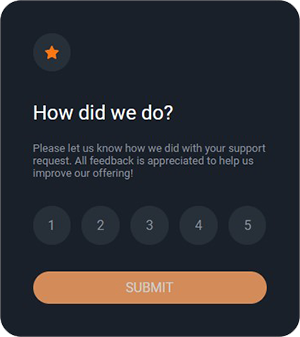 How did we do?
Please let us know how we did with your support
request. All feedback is appreciated to help us
improve our offering!
1 2 3 4 5
SUBMIT